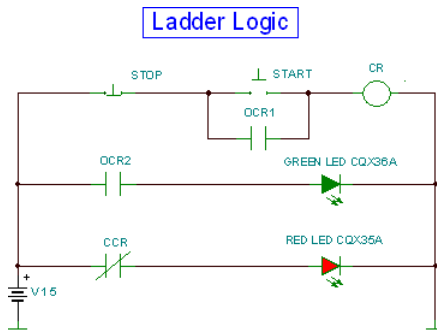 Ladder Logic
STOP
START
CR
OCR1
OCR2
GREEN LED CQX36A
CCR
RED LED CQX35A
+
V15